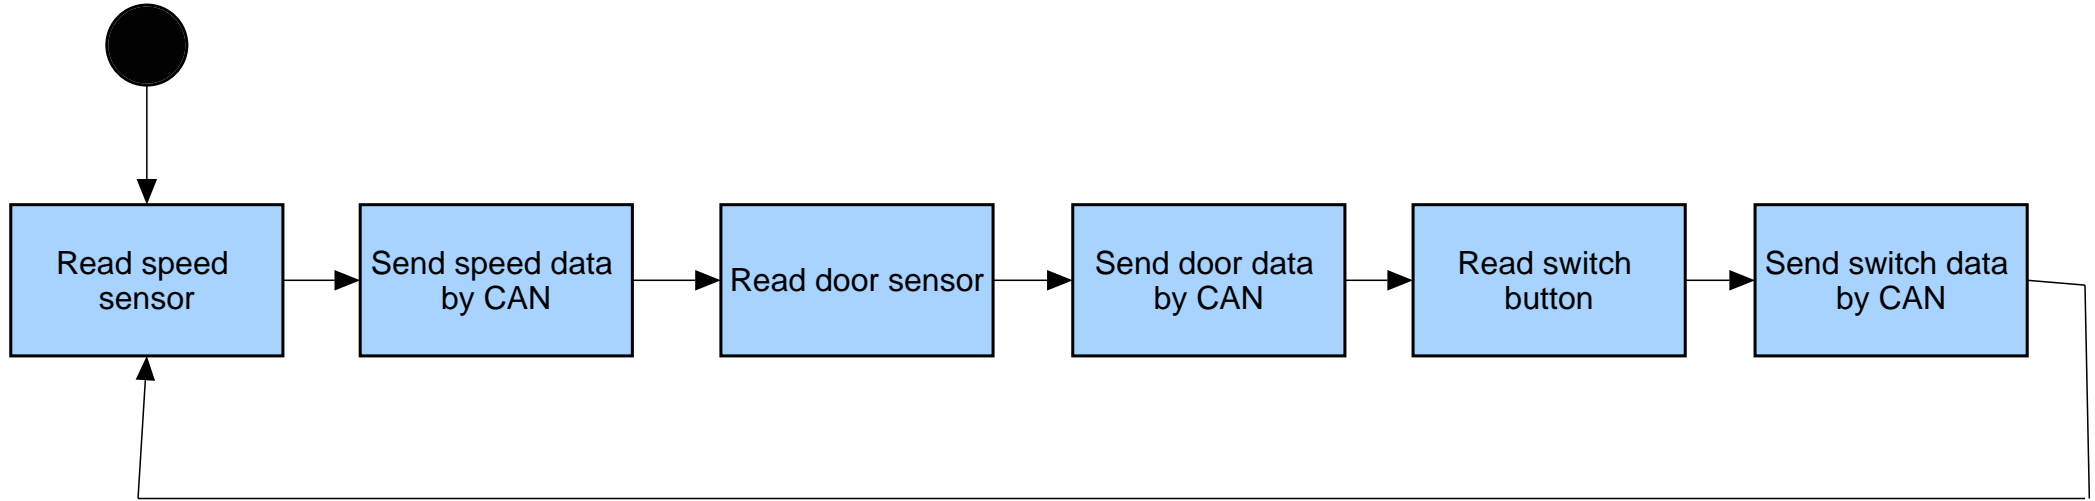 Read speed
sensor
Send speed data
by CAN
Read door sensor
Send door data
by CAN
Read switch
button
Send switch data
by CAN